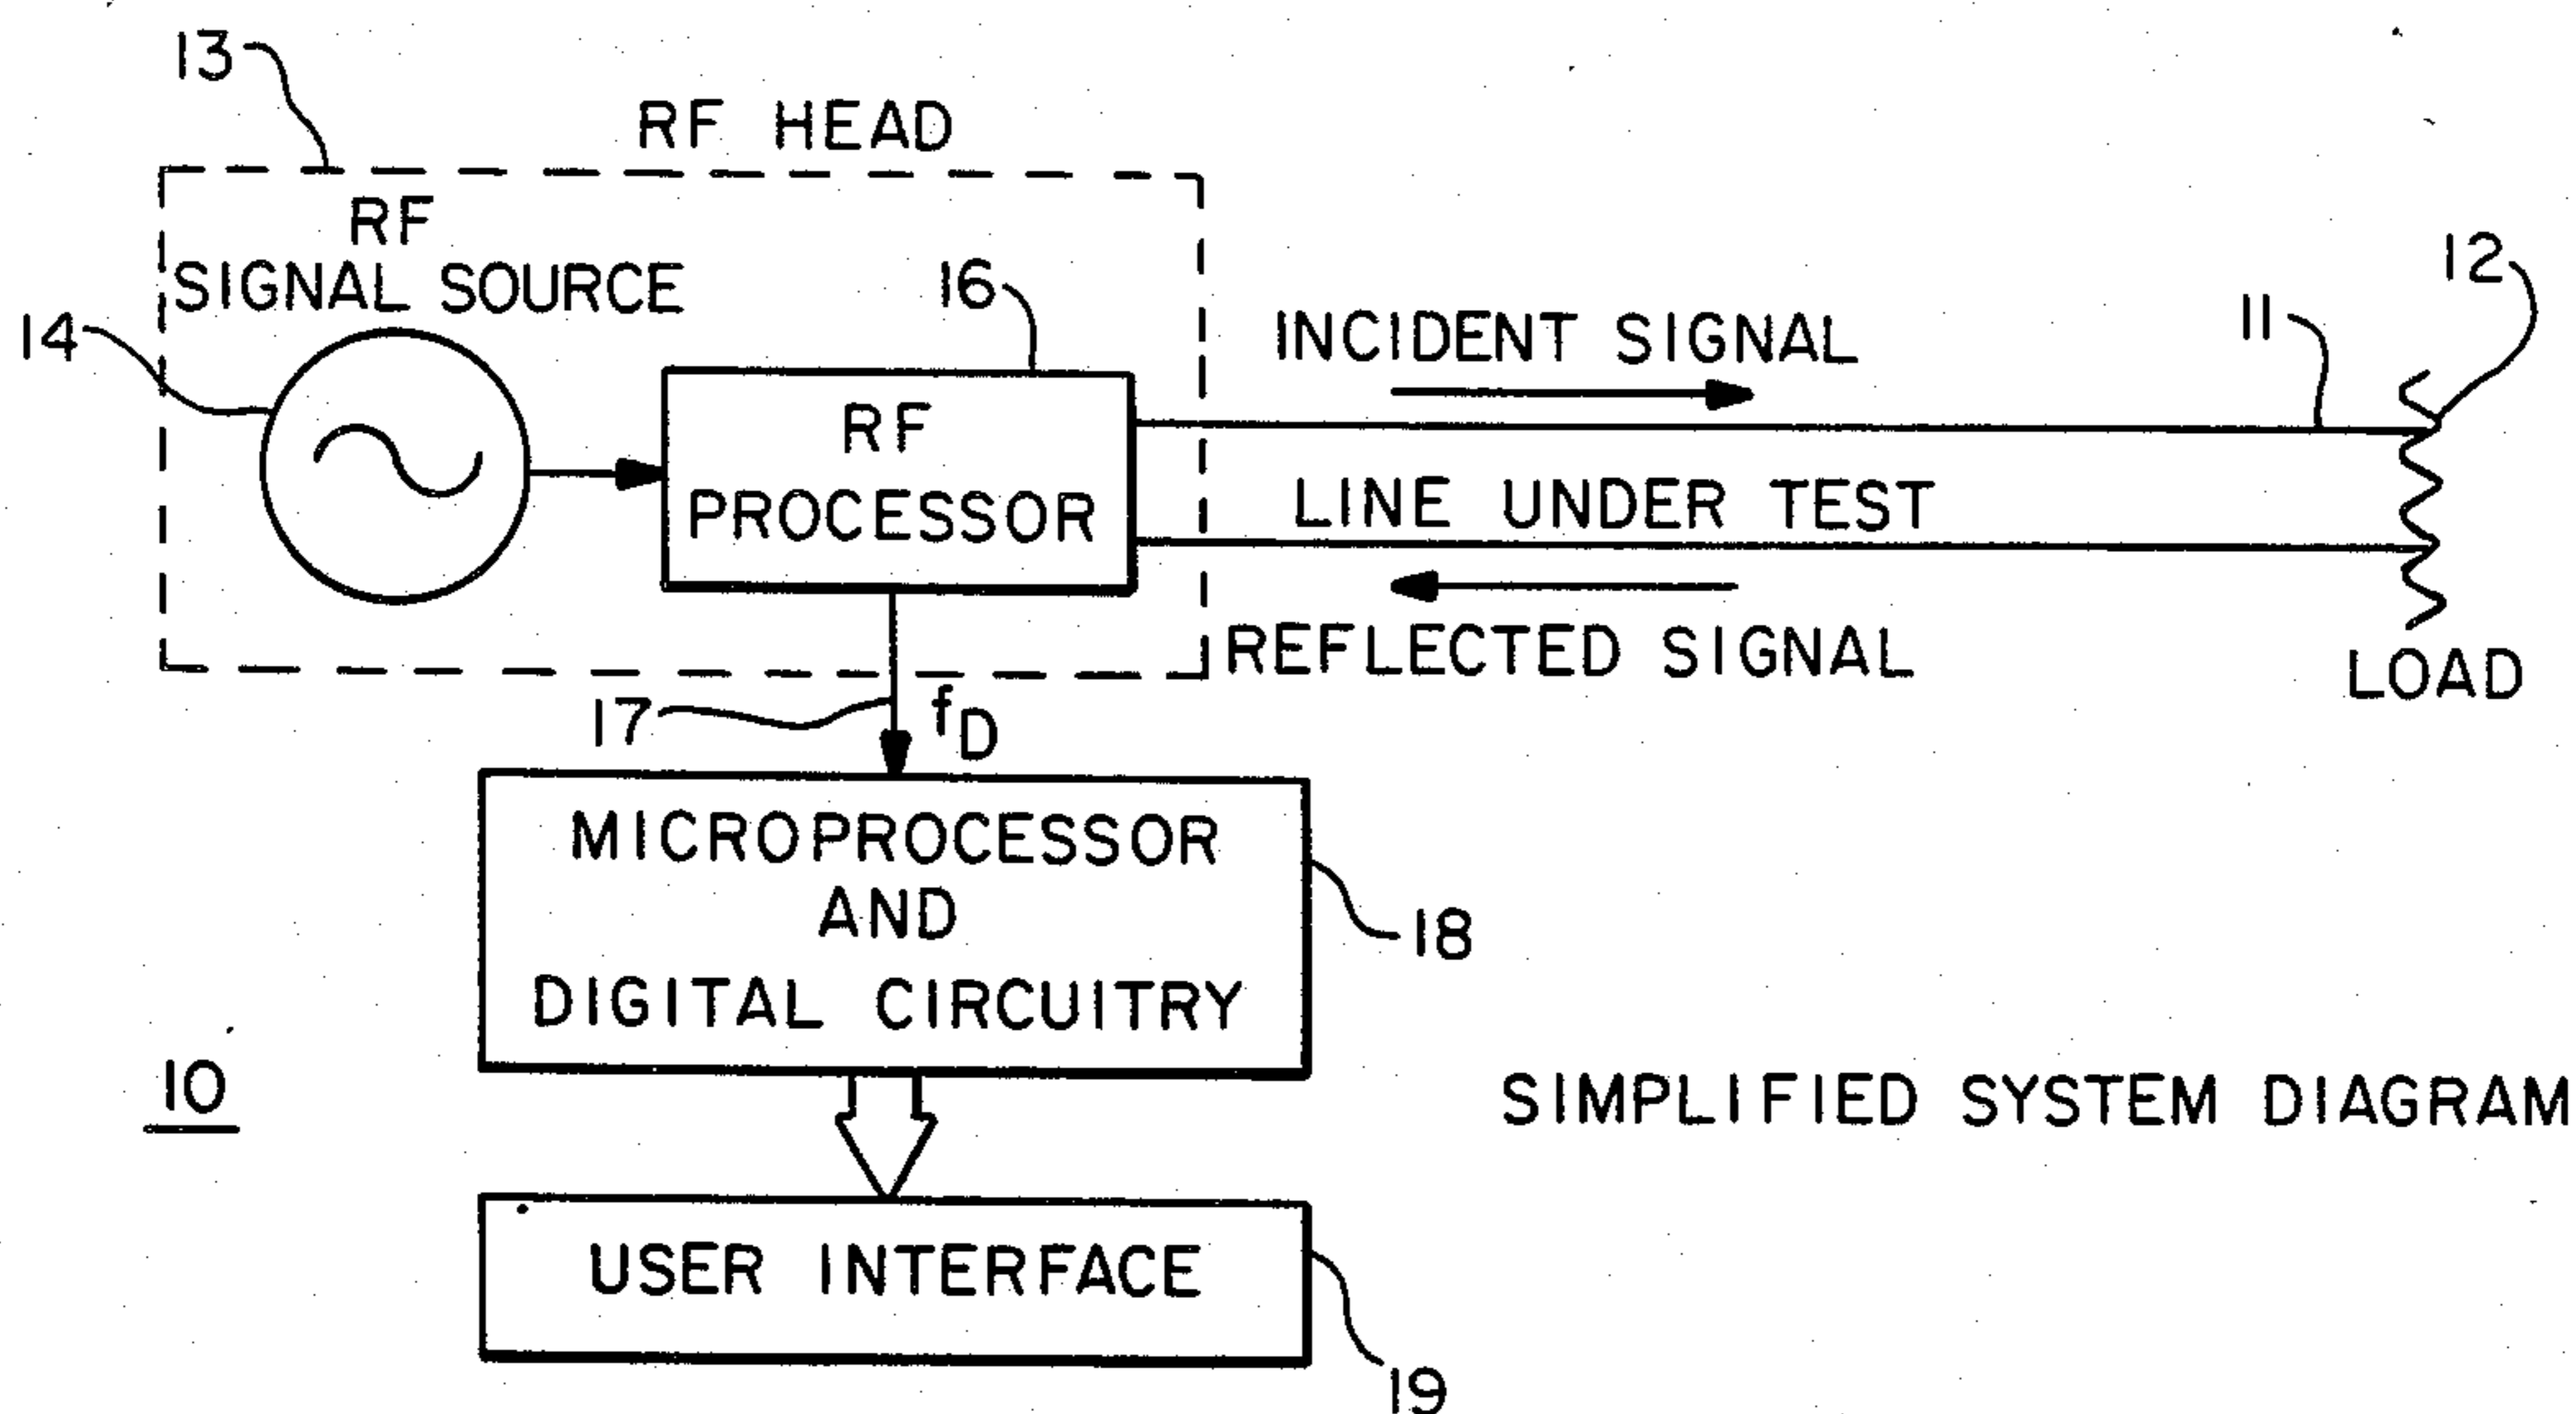 13
RF HEAD
RF
SIGNAL SOURCE
14
16
RF
PROCESSOR
INCIDENT SIGNAL
11
12
LINE UNDER TEST
REFLECTED SIGNAL
LOAD
17
fD
MICROPROCESSOR
AND
DIGITAL CIRCUITRY
18
10
SIMPLIFIED SYSTEM DIAGRAM
USER INTERFACE
19